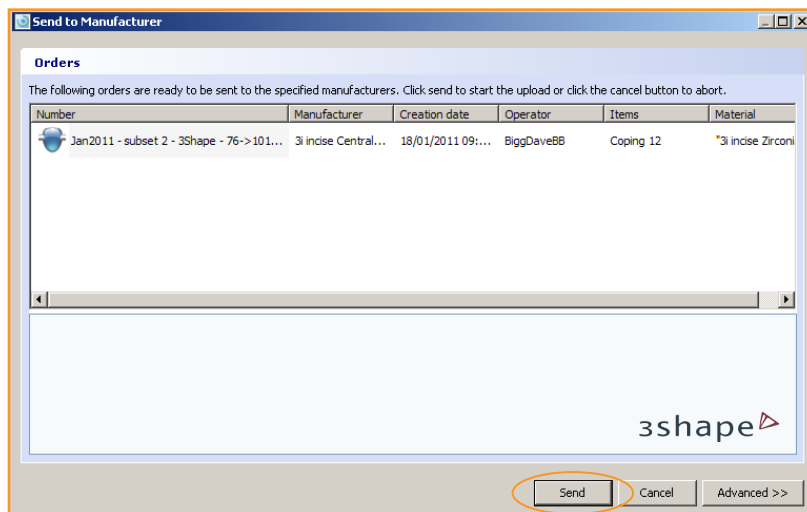 Send to Manufacturer
Orders
The following orders are ready to be sent to the specified manufacturers. Click send to start the upload or click the cancel button to abort.
Number Manufacturer Creation date Operator Items Material
Jan2011 - subset 2 - 3Shape - 76->101... 3i incise Central... 18/01/2011 09:... BiggDaveBB Coping 12 "3i incise Zirconi
3shape
Send Cancel Advanced >>